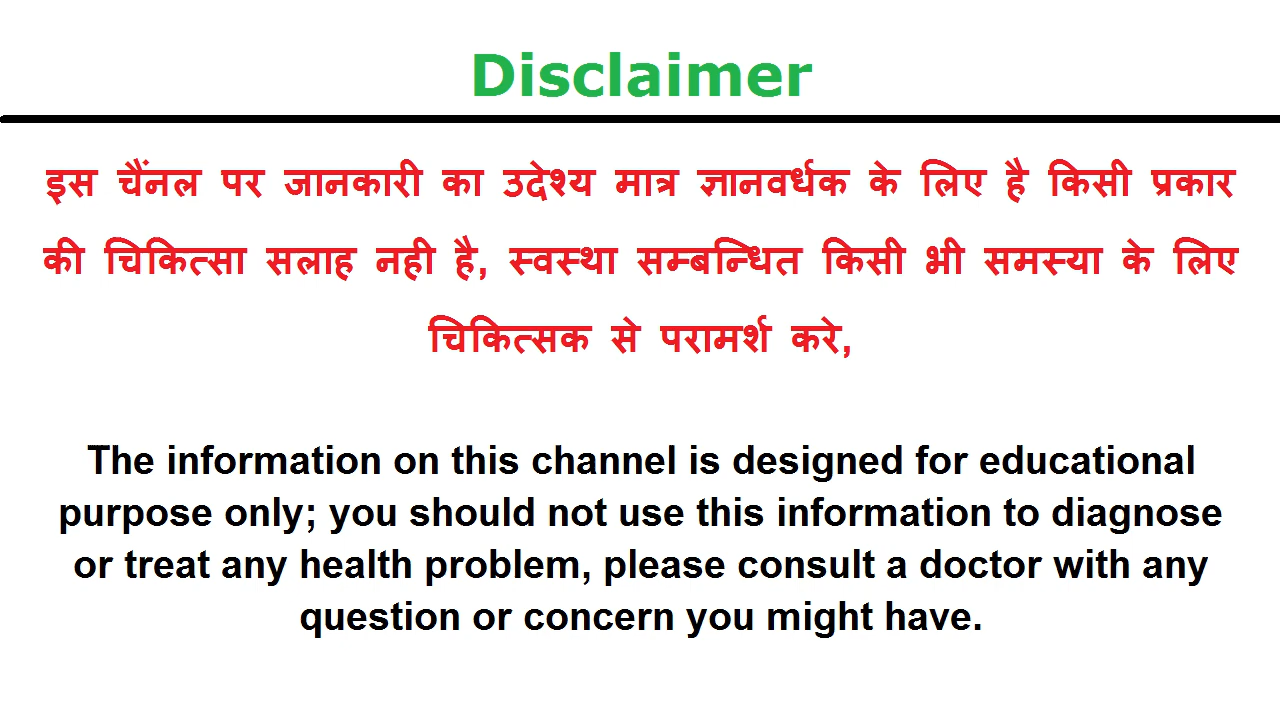 Disclaimer
इस चैंनल पर जानकारी का उदेश्य मात्र ज्ञानवर्धक के लिए है किसी प्रकार
की चिकित्सा सलाह नही है, स्वस्था सम्बन्धित किसी भी समस्या के लिए
चिकित्सक से परामर्श करे,
The information on this channel is designed for educational
purpose only; you should not use this information to diagnose
or treat any health problem, please consult a doctor with any
question or concern you might have.